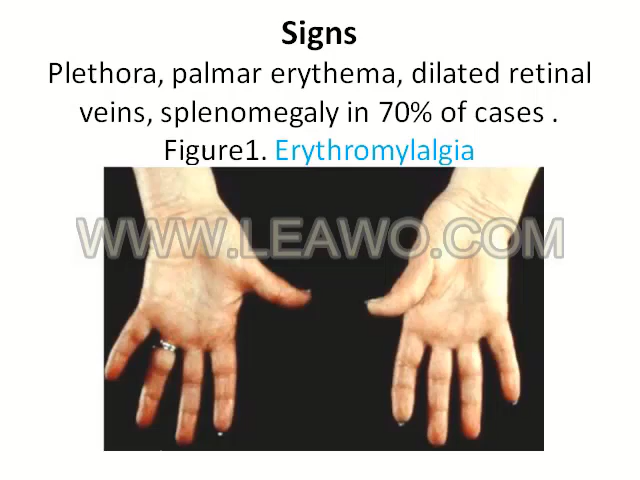 Signs
Plethora, palmar erythema, dilated retinal
veins, splenomegaly in 70% of cases .
Figure1. Erythromylalgia
WWW.LEAWO.COM